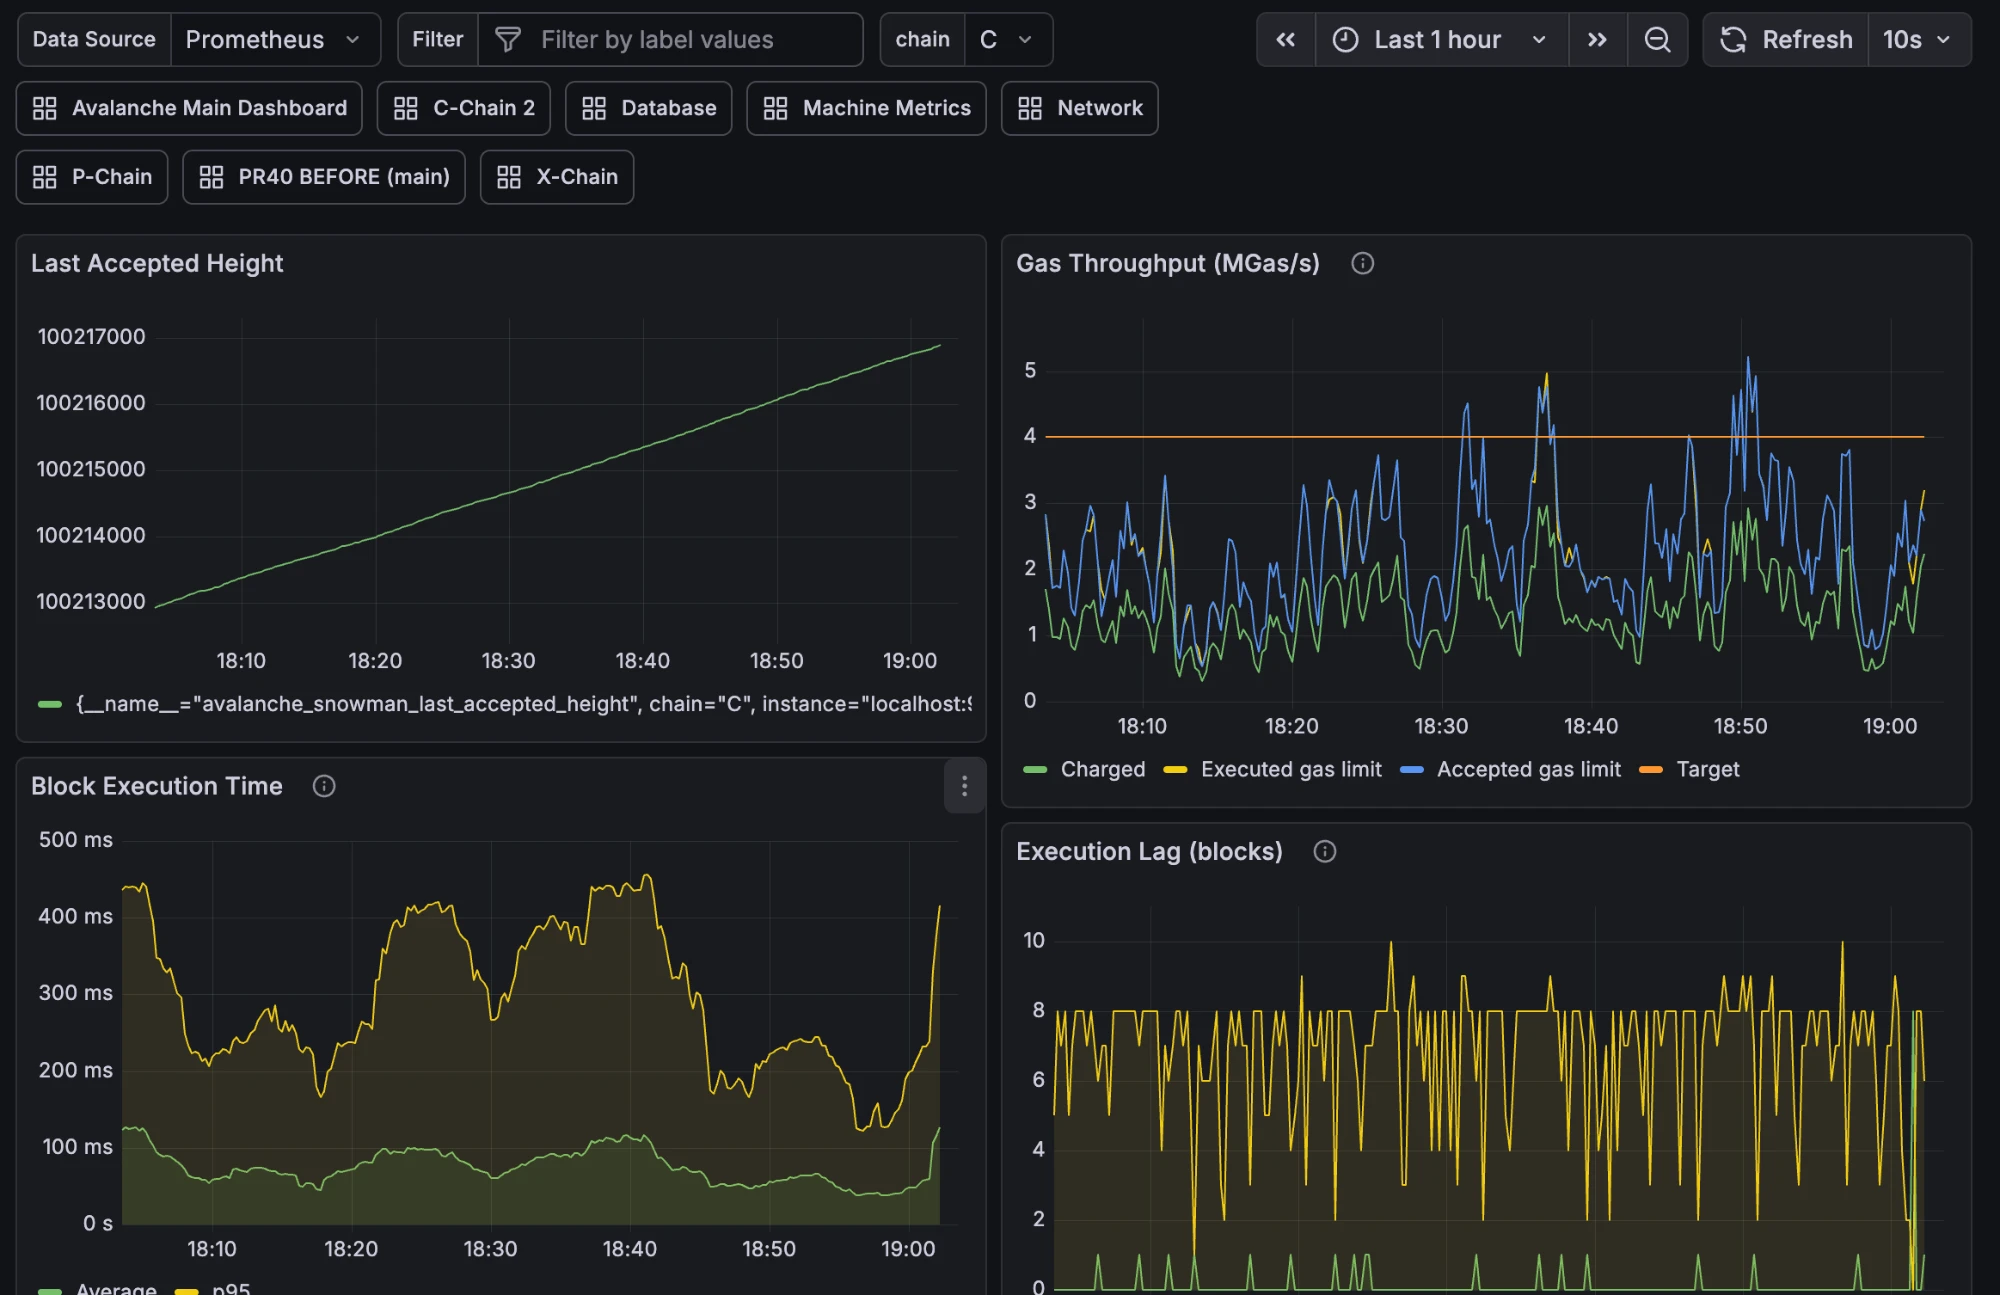 Data Source Prometheus Filter Filter by label values chain C Last 1 hour Refresh 10s
Avalanche Main Dashboard C-Chain 2 Database Machine Metrics Network
P-Chain PR40 BEFORE (main) X-Chain
Last Accepted Height
100217000
100216000
100215000
100214000
100213000
18:10 18:20 18:30 18:40 18:50 19:00
{__name__="avalanche_snowman_last_accepted_height", chain="C", instance="localhost:9
Gas Throughput (MGas/s)
5
4
3
2
1
0
18:10 18:20 18:30 18:40 18:50 19:00
Charged Executed gas limit Accepted gas limit Target
Block Execution Time
500 ms
400 ms
300 ms
200 ms
100 ms
0 s
18:10 18:20 18:30 18:40 18:50 19:00
Average p95
Execution Lag (blocks)
10
8
6
4
2
0